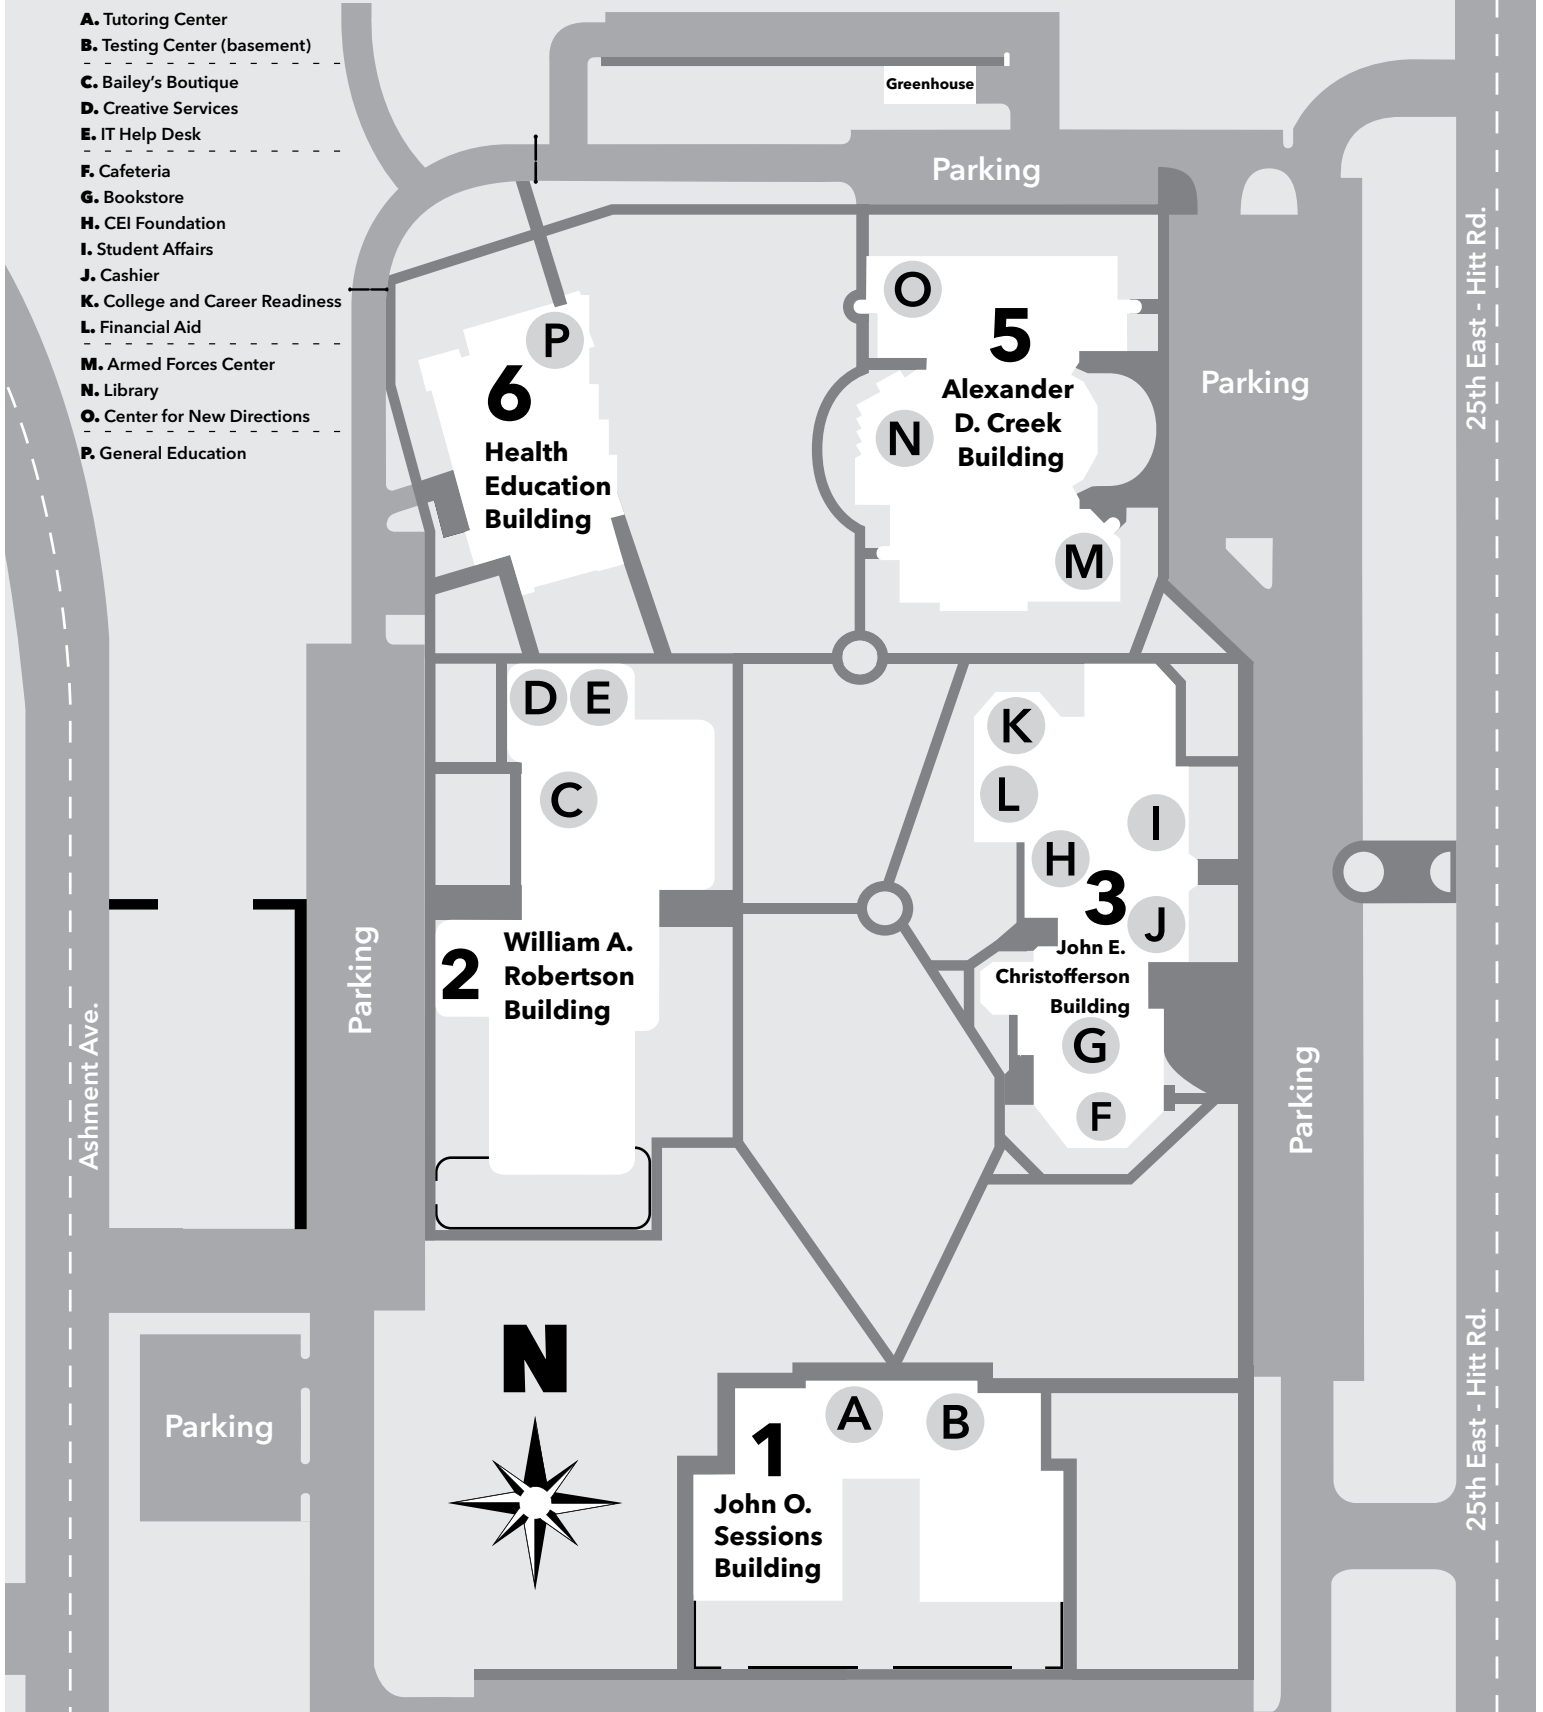 A. Tutoring Center
B. Testing Center (basement)
C. Bailey's Boutique
D. Creative Services
E. IT Help Desk
F. Cafeteria
G. Bookstore
H. CEI Foundation
I. Student Affairs
J. Cashier
K. College and Career Readiness
L. Financial Aid
M. Armed Forces Center
N. Library
O. Center for New Directions
P. General Education
Greenhouse
Parking
25th East - Hitt Rd.
O
5
Alexander
D. Creek
Building
N
M
P
6
Health
Education
Building
Parking
D
E
C
2
William A.
Robertson
Building
K
L
I
H
3
J
John E.
Christofferson
Building
G
F
Parking
Ashment Ave.
Parking
N
Parking
A
B
1
John O.
Sessions
Building
25th East - Hitt Rd.